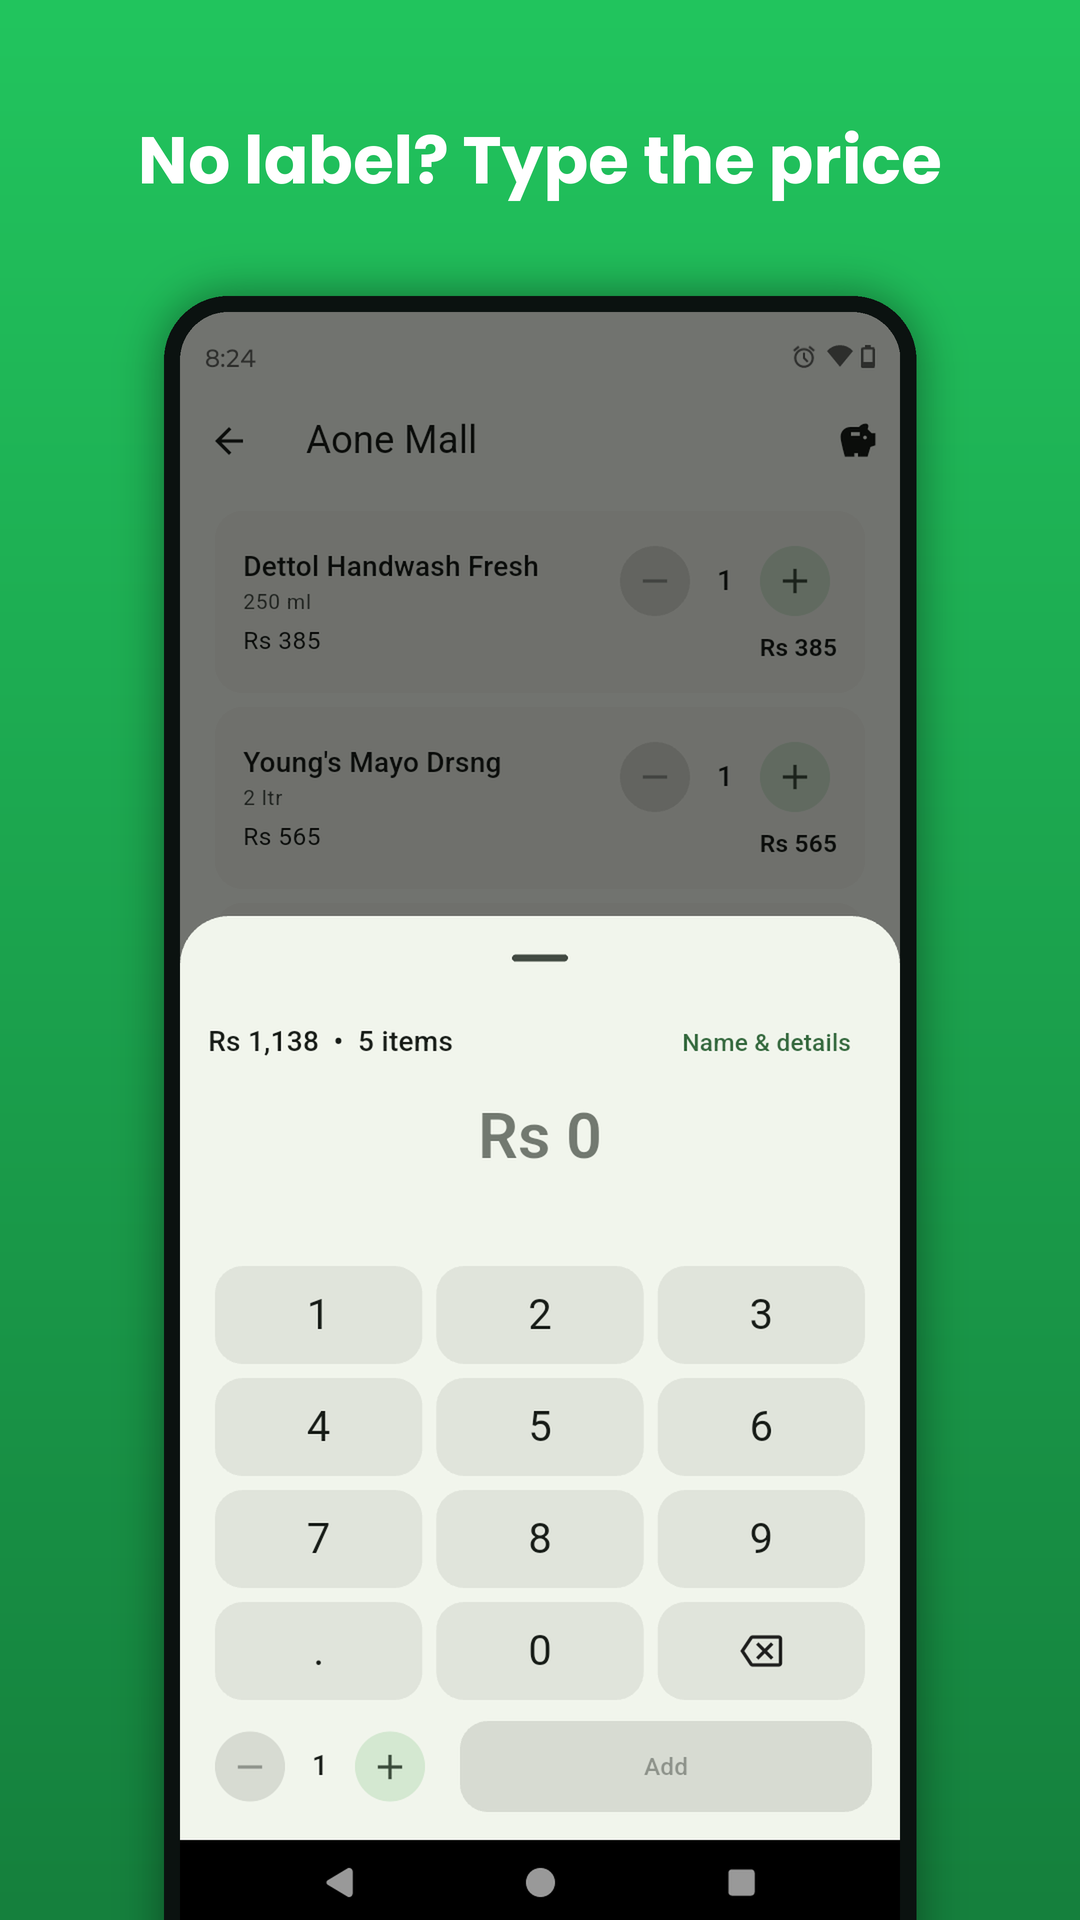 No label? Type the price
8:24
Aone Mall
Dettol Handwash Fresh
250 ml
Rs 385
1
Rs 385
Young's Mayo Drsng
2 ltr
Rs 565
1
Rs 565
Rs 1,138 • 5 items
Name & details
Rs 0
1 2 3
4 5 6
7 8 9
. 0
1
Add